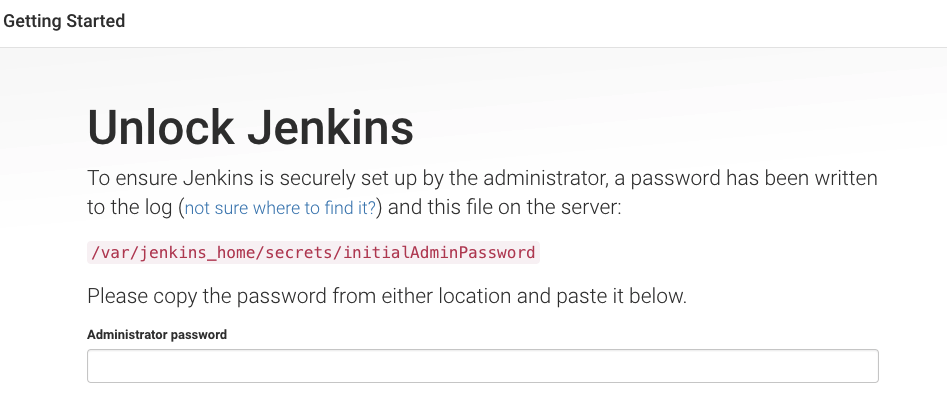 Getting Started
Unlock Jenkins
To ensure Jenkins is securely set up by the administrator, a password has been written
to the log (not sure where to find it?) and this file on the server:
/var/jenkins_home/secrets/initialAdminPassword
Please copy the password from either location and paste it below.
Administrator password